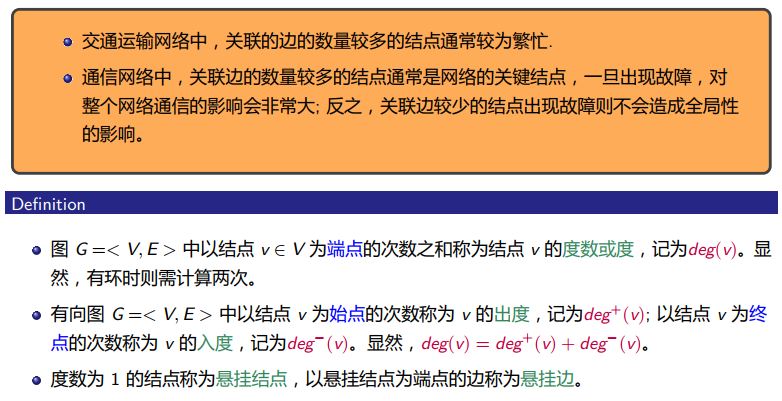 交通运输网络中，关联的边的数量较多的结点通常较为繁忙.
通信网络中，关联边的数量较多的结点通常是网络的关键结点，一旦出现故障，对
整个网络通信的影响会非常大; 反之，关联边较少的结点出现故障则不会造成全局性
的影响。
Definition
图 G =< V, E > 中以结点 v ∈ V 为端点的次数之和称为结点 v 的度数或度，记为deg(v)。显
然，有环时则需计算两次。
有向图 G =< V, E > 中以结点 v 为始点的次数称为 v 的出度，记为deg⁺(v); 以结点 v 为终
点的次数称为 v 的入度，记为deg⁻(v)。显然，deg(v) = deg⁺(v) + deg⁻(v)。
度数为 1 的结点称为悬挂结点，以悬挂结点为端点的边称为悬挂边。